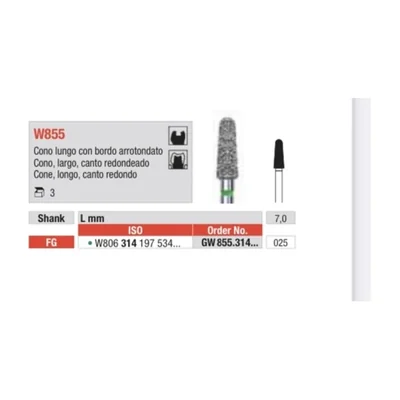 W855
Cono lungo con bordo arrotondato
Cono, largo, canto redondeado
Cone, longo, canto redondo
3
Shank L mm 7,0
ISO Order No.
FG • W806 314 197 534... GW 855.314... 025